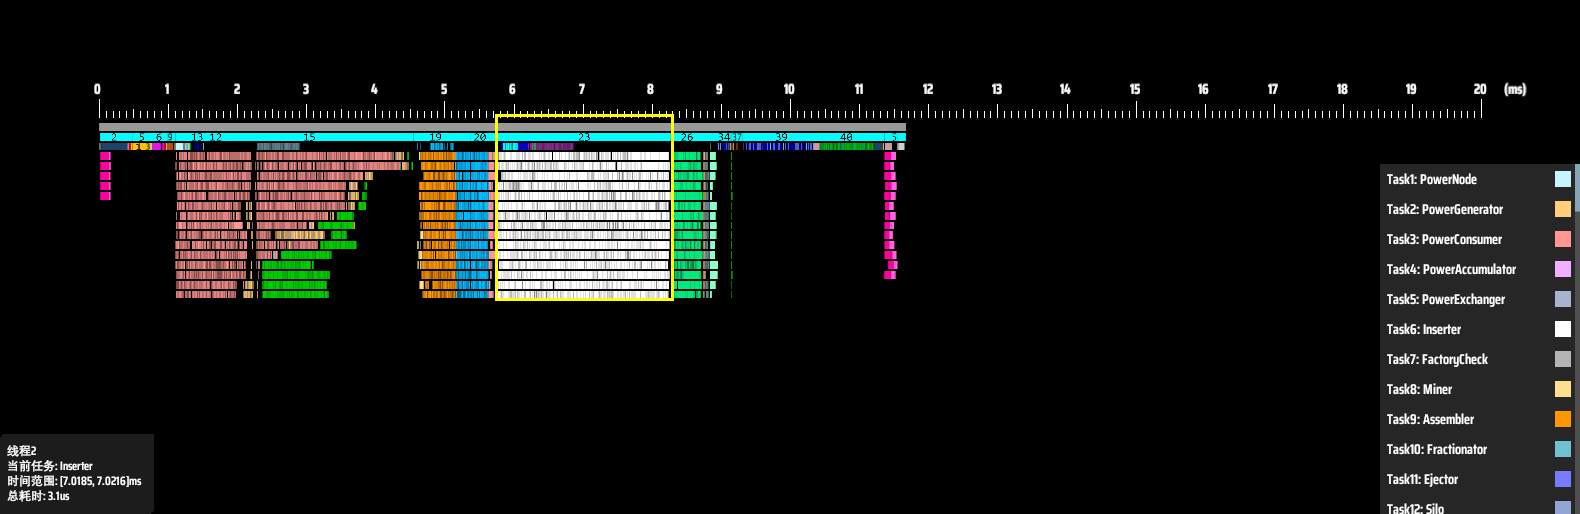 0 1 2 3 4 5 6 7 8 9 10 11 12 13 14 15 16 17 18 19 20 (ms)
2 5 6 9 13 12 15 19 20 23 26 34 37 39 40 5
Task1: PowerNode
Task2: PowerGenerator
Task3: PowerConsumer
Task4: PowerAccumulator
Task5: PowerExchanger
Task6: Inserter
Task7: FactoryCheck
Task8: Miner
Task9: Assembler
Task10: Fractionator
Task11: Ejector
Task12: Silo
线程2
当前任务: Inserter
时间范围: [7.0185, 7.0216]ms
总耗时: 3.1us